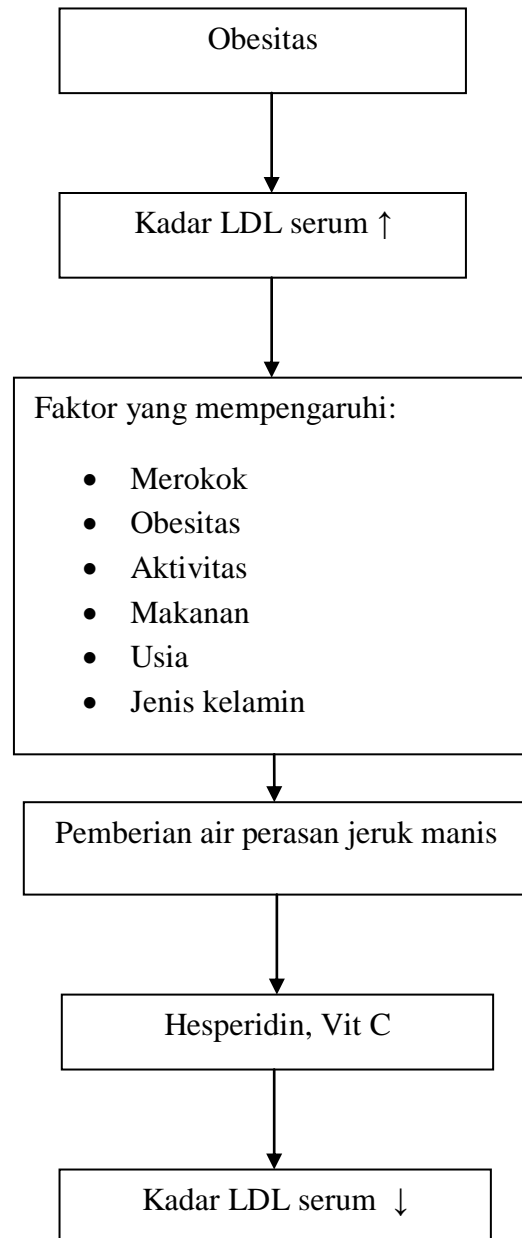 Obesitas
Kadar LDL serum ↑
Faktor yang mempengaruhi:
• Merokok
• Obesitas
• Aktivitas
• Makanan
• Usia
• Jenis kelamin
Pemberian air perasan jeruk manis
Hesperidin, Vit C
Kadar LDL serum ↓